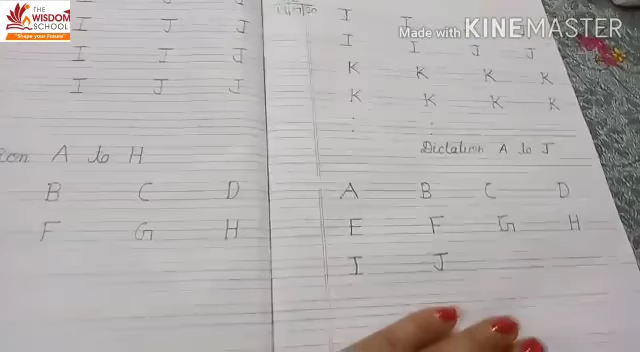 THE
WISDOM
SCHOOL
"Shape your Future"
Made with KINEMASTER
I J J
I J J
I J J
A to H
B C D
F G H
I I
I I J J
K K K K
K K K K
Dictation A to J
A B C D
E F G H
I J